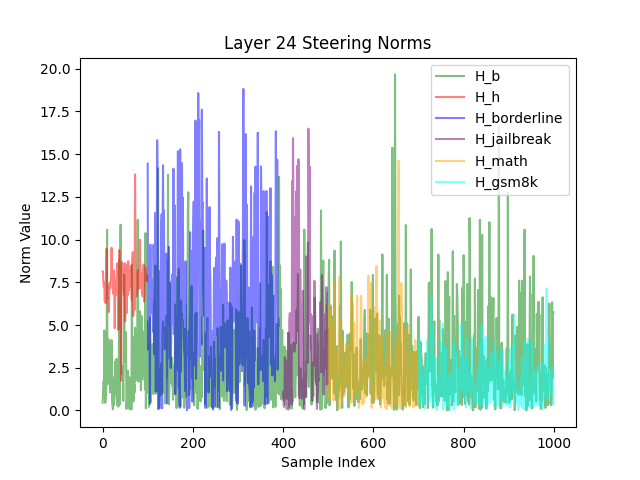 Layer 24 Steering Norms
20.0
17.5
15.0
12.5
10.0
7.5
5.0
2.5
0.0
Norm Value
H_b
H_h
H_borderline
H_jailbreak
H_math
H_gsm8k
0 200 400 600 800 1000
Sample Index